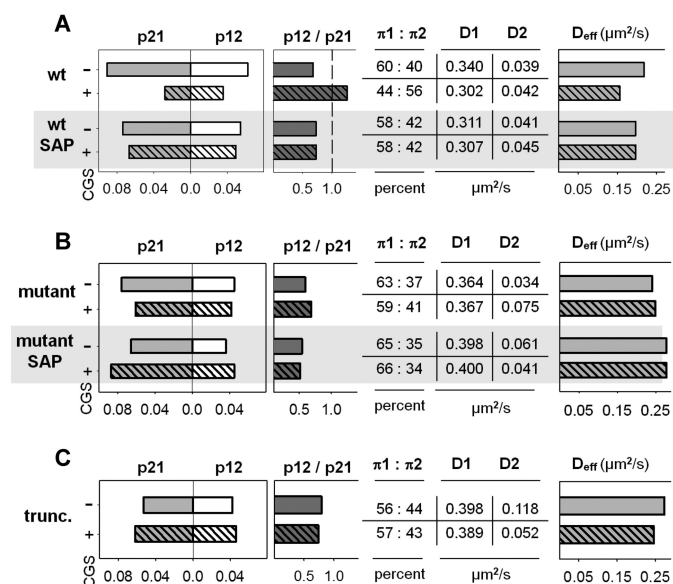 A
p21 p12 p12 / p21 π1 : π2 D1 D2 Deff (µm²/s)
wt − 60 : 40 0.340 0.039
+ 44 : 56 0.302 0.042
wt SAP − 58 : 42 0.311 0.041
+ 58 : 42 0.307 0.045
CGS 0.08 0.04 0.0 0.04 0.5 1.0 percent µm²/s 0.05 0.15 0.25
B
p21 p12 p12 / p21 π1 : π2 D1 D2 Deff (µm²/s)
mutant − 63 : 37 0.364 0.034
+ 59 : 41 0.367 0.075
mutant SAP − 65 : 35 0.398 0.061
+ 66 : 34 0.400 0.041
CGS 0.08 0.04 0.0 0.04 0.5 1.0 percent µm²/s 0.05 0.15 0.25
C
p21 p12 p12 / p21 π1 : π2 D1 D2 Deff (µm²/s)
trunc. − 56 : 44 0.398 0.118
+ 57 : 43 0.389 0.052
CGS 0.08 0.04 0.0 0.04 0.5 1.0 percent µm²/s 0.05 0.15 0.25